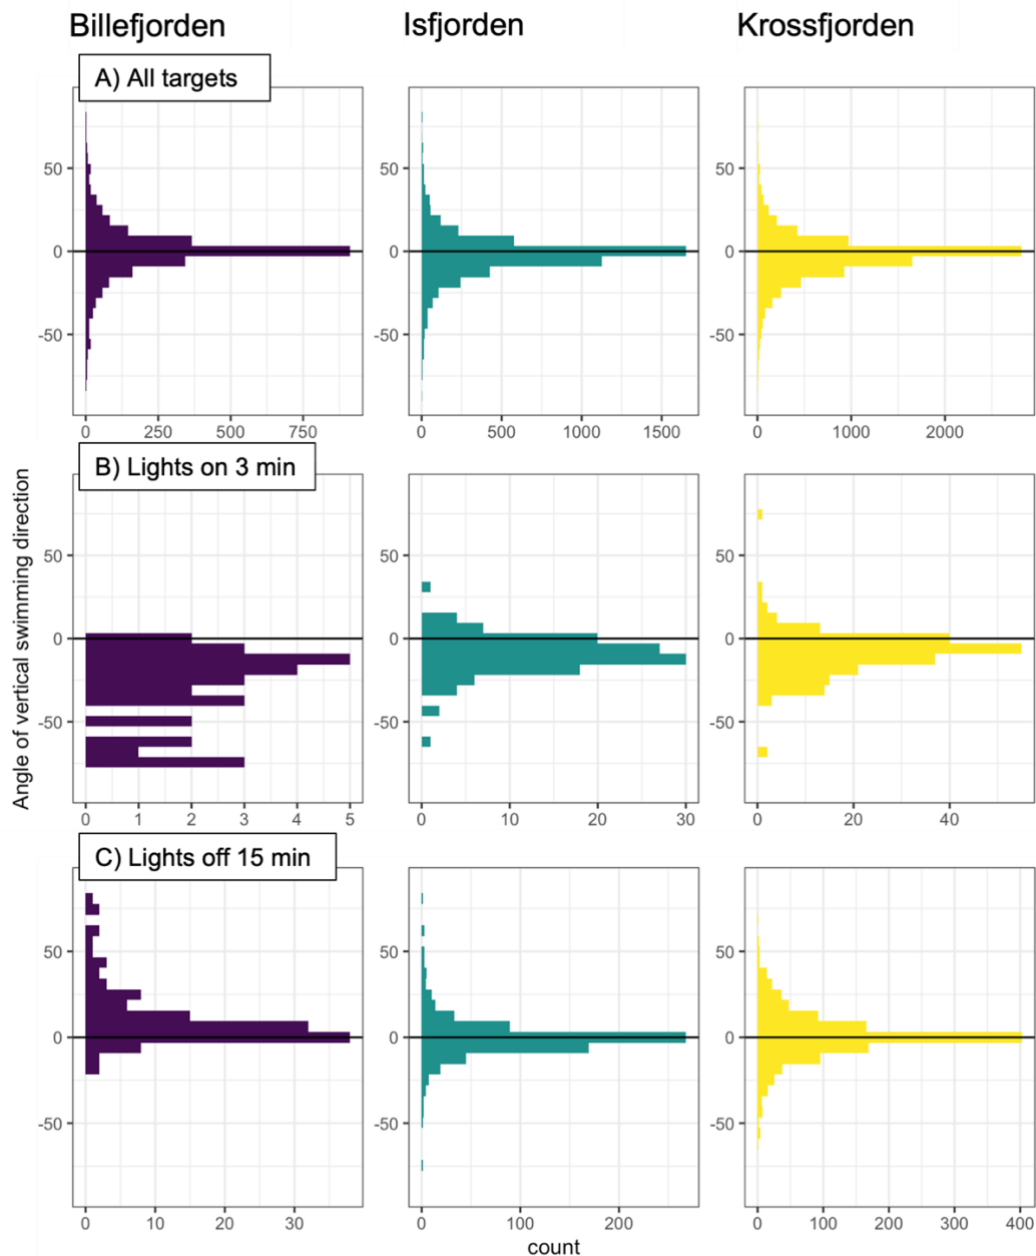 Billefjorden Isfjorden Krossfjorden
A) All targets
50 50 50
0 0 0
-50 -50 -50
0 250 500 750 0 500 1000 1500 0 1000 2000
B) Lights on 3 min
50 50 50
0 0 0
-50 -50 -50
0 1 2 3 4 5 0 10 20 30 0 20 40
Angle of vertical swimming direction
C) Lights off 15 min
50 50 50
0 0 0
-50 -50 -50
0 10 20 30 0 100 200 0 100 200 300 400
count